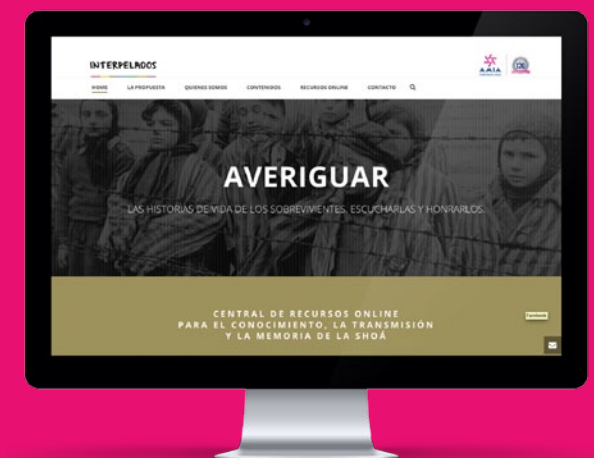 INTERPELADOS
AMIA
120
HOME LA PROPUESTA QUIENES SOMOS CONTENIDOS RECURSOS ONLINE CONTACTO
AVERIGUAR
LAS HISTORIAS DE VIDA DE LOS SOBREVIVIENTES. ESCUCHARLAS Y HONRARLOS.
CENTRAL DE RECURSOS ONLINE
PARA EL CONOCIMIENTO, LA TRANSMISIÓN
Y LA MEMORIA DE LA SHOÁ
Facebook